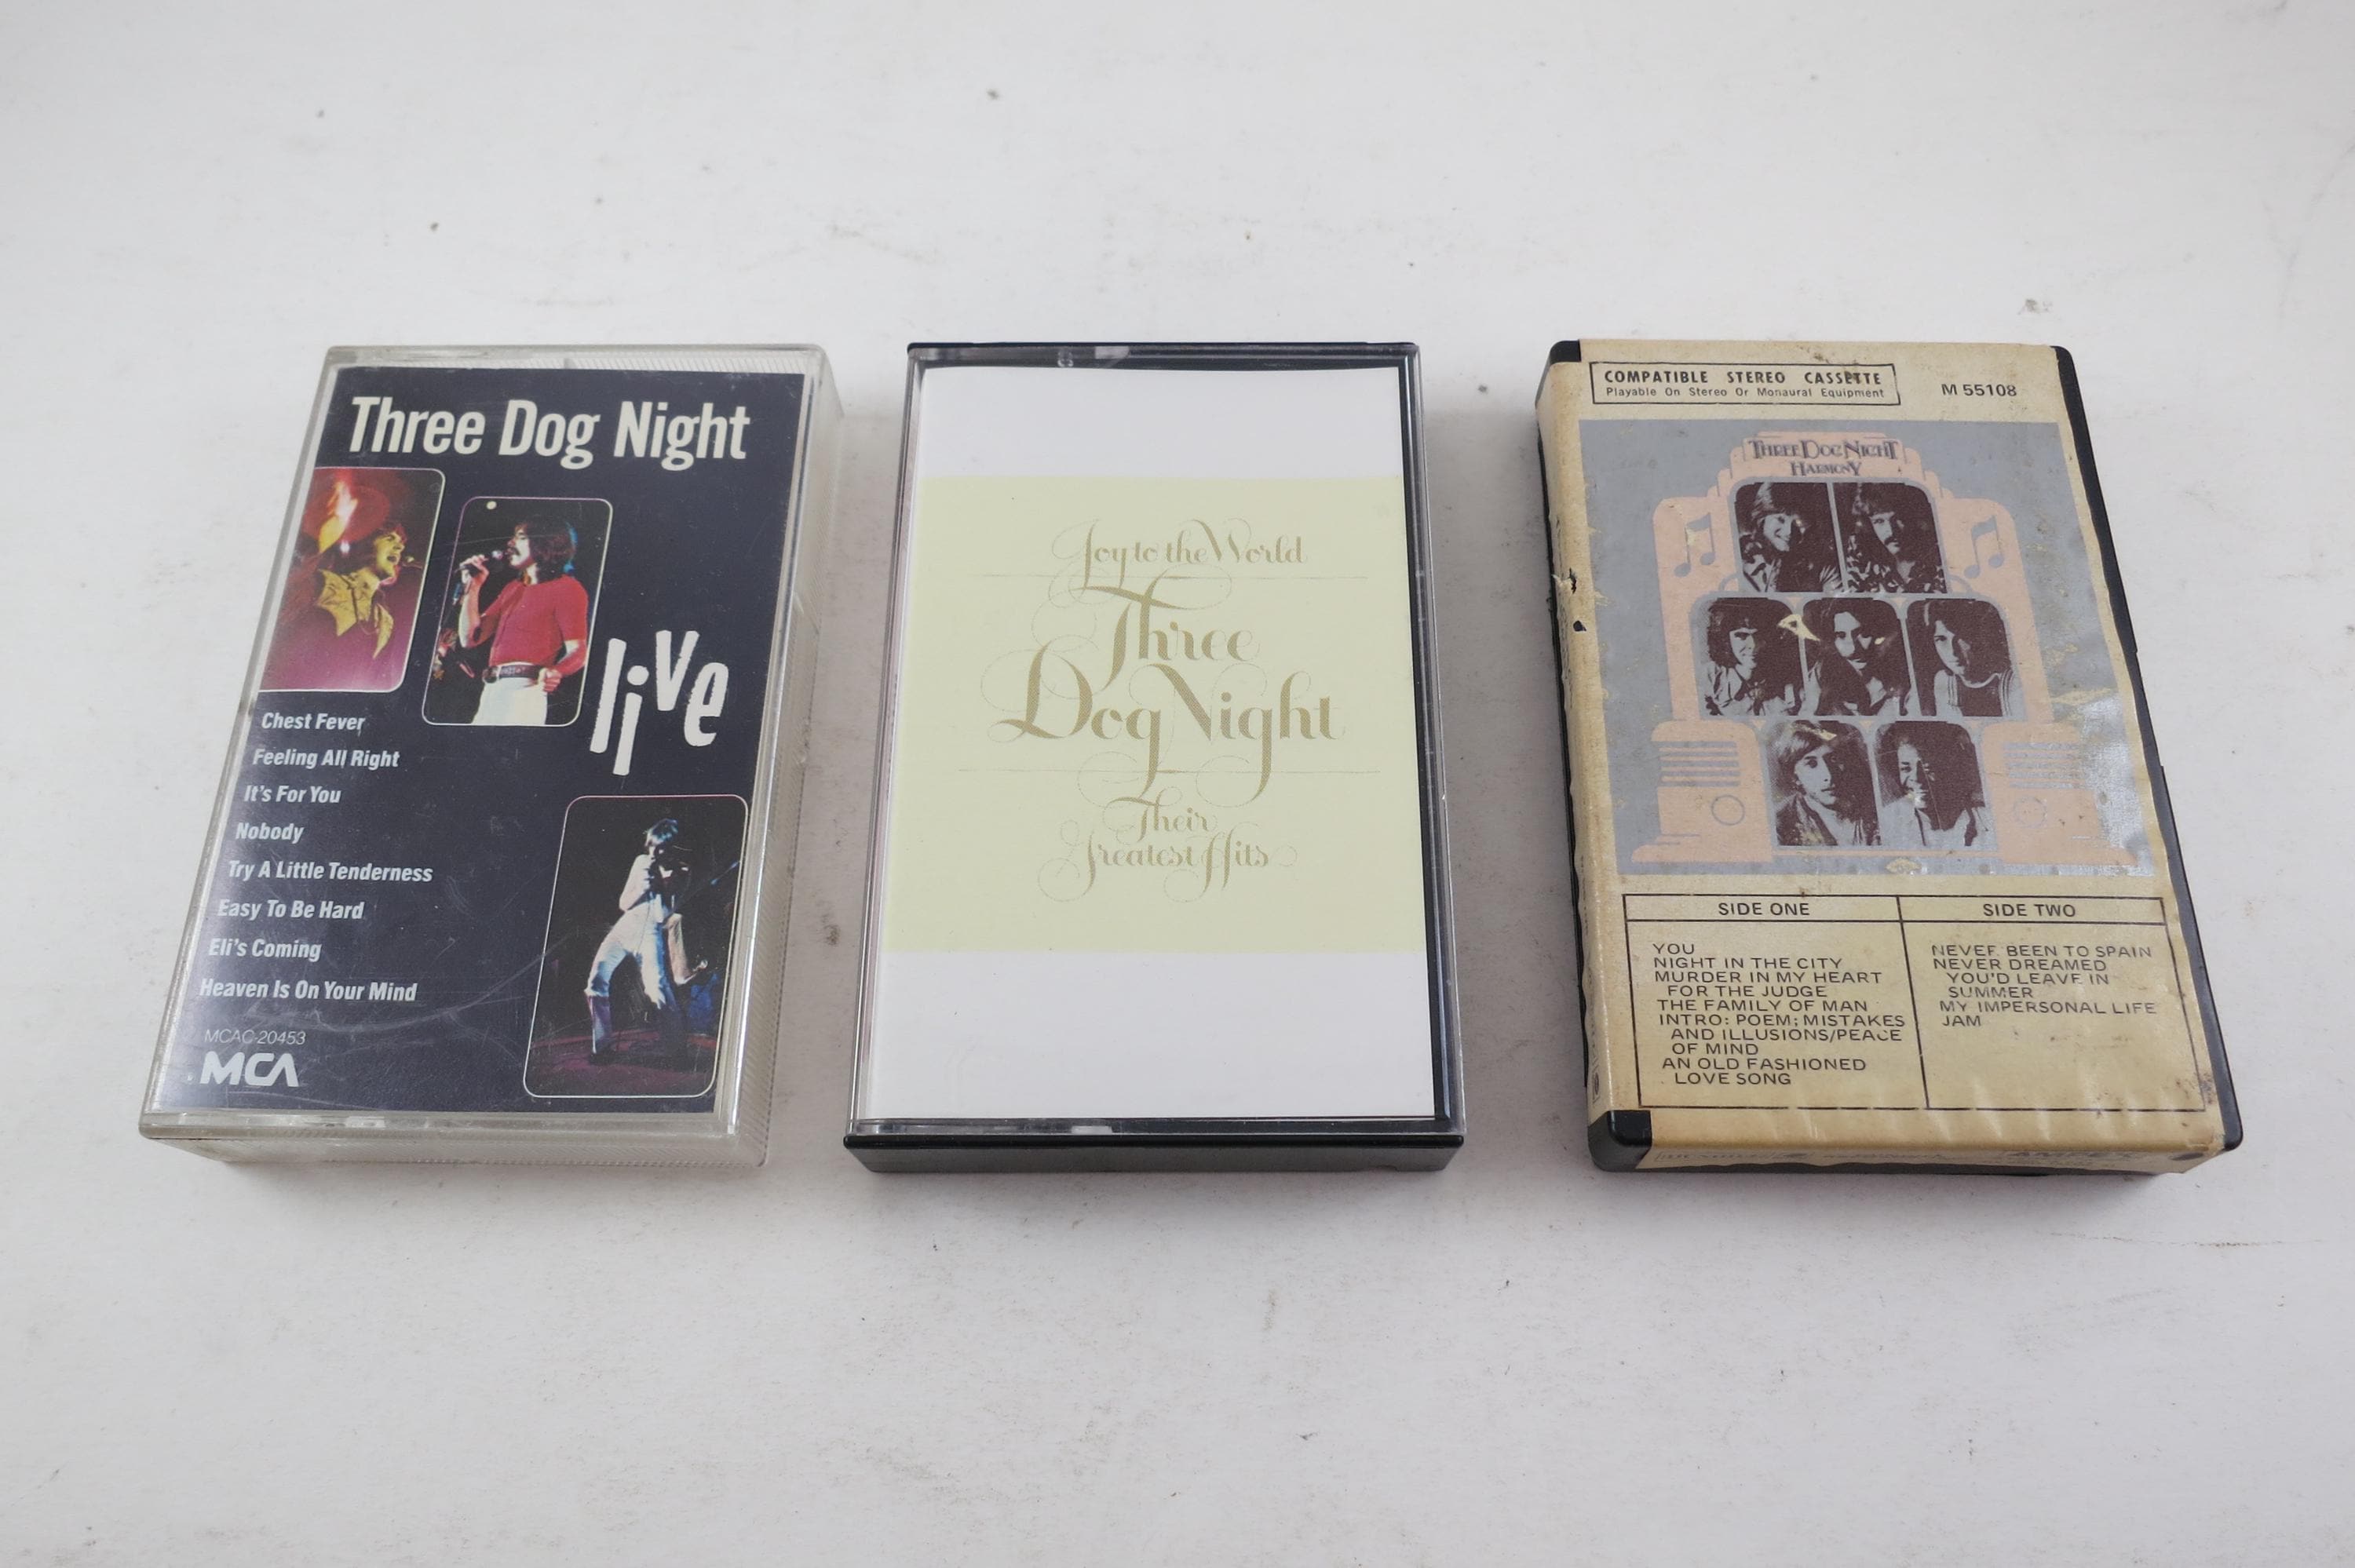 Three Dog Night
live
Chest Fever
Feeling All Right
It's For You
Nobody
Try A Little Tenderness
Easy To Be Hard
Eli's Coming
Heaven Is On Your Mind
MCAC-20453
MCA
Joy to the World
Three
Dog Night
Their
Greatest Hits
COMPATIBLE STEREO CASSETTE
Playable On Stereo Or Monaural Equipment
M 55108
THREE DOG NIGHT
HARMONY
SIDE ONE
YOU
NIGHT IN THE CITY
MURDER IN MY HEART
FOR THE JUDGE
THE FAMILY OF MAN
INTRO: POEM; MISTAKES
AND ILLUSIONS/PEACE
OF MIND
AN OLD FASHIONED
LOVE SONG
SIDE TWO
NEVER BEEN TO SPAIN
NEVER DREAMED
YOU'D LEAVE IN
SUMMER
MY IMPERSONAL LIFE
JAM